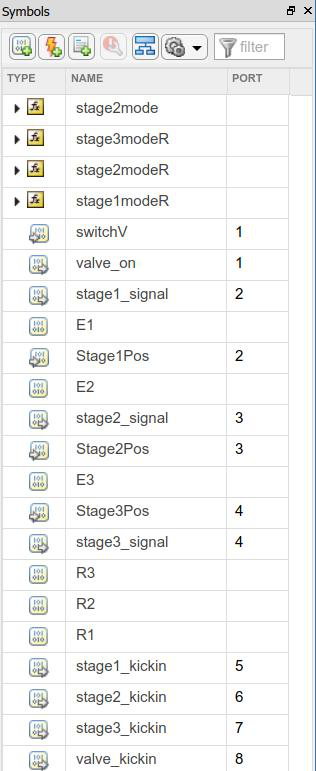 Symbols
filter
TYPE NAME PORT
stage2mode
stage3modeR
stage2modeR
stage1modeR
switchV 1
valve_on 1
stage1_signal 2
E1
Stage1Pos 2
E2
stage2_signal 3
Stage2Pos 3
E3
Stage3Pos 4
stage3_signal 4
R3
R2
R1
stage1_kickin 5
stage2_kickin 6
stage3_kickin 7
valve_kickin 8